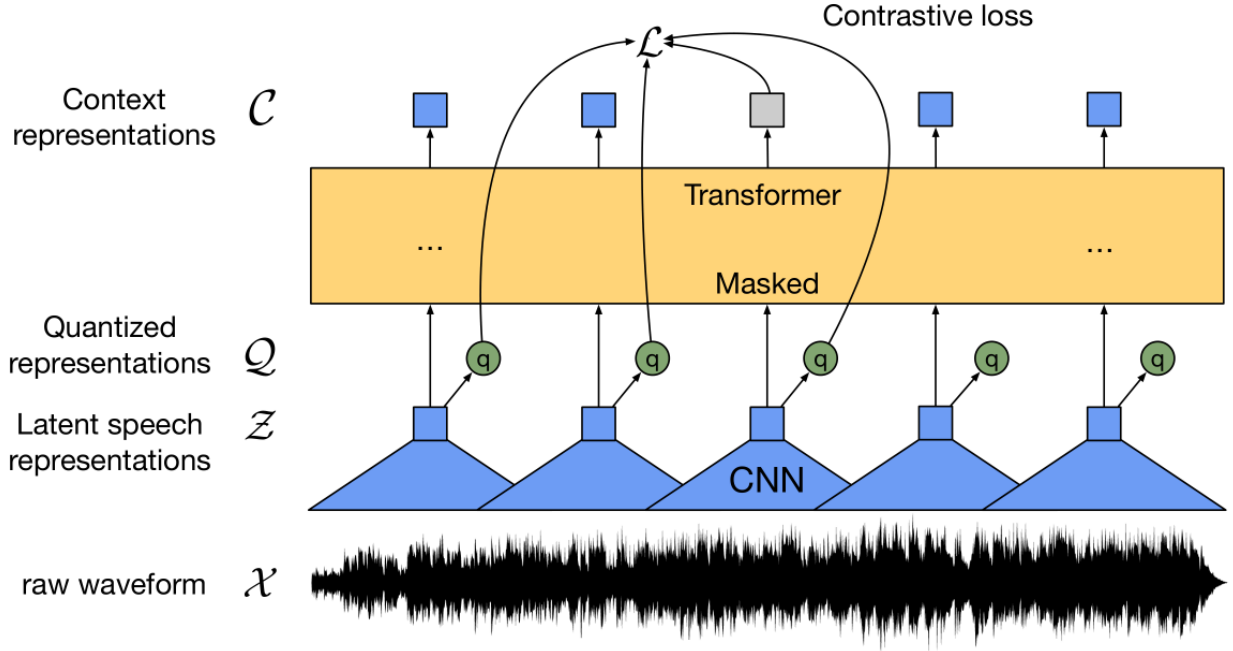 Contrastive loss
ℒ
Context
representations
𝒞
Transformer
...
...
Masked
Quantized
representations
𝒬
q
q
q
q
q
Latent speech
representations
𝒵
CNN
raw waveform
𝒳